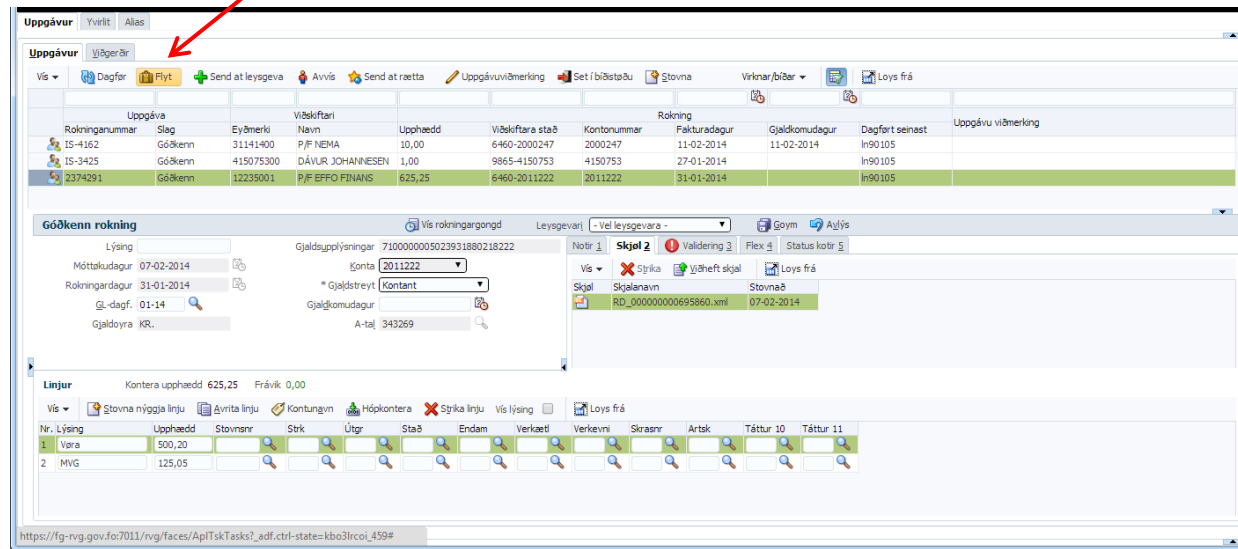 Uppgávur Yvirlit Alias
Uppgávur Viðgerðir
Vís Dagfør Flyt Send at leysgeva Avvís Send at rætta Uppgávuviðmerking Set í bíðistøðu Stovna Virknar/bíðar Loys frá
Uppgáva Viðskiftari Rokning Uppgávu viðmerking
Rokninganummar Slag Eyðmerki Navn Upphædd Viðskiftara stað Kontonummar Fakturadagur Gjaldkomudagur Dagført seinast
IS-4162 Góðkenn 31141400 P/F NEMA 10,00 6460-2000247 2000247 11-02-2014 11-02-2014 ln90105
IS-3425 Góðkenn 415075300 DÁVUR JOHANNESEN 1,00 9865-4150753 4150753 27-01-2014 ln90105
2374291 Góðkenn 12235001 P/F EFFO FINANS 625,25 6460-2011222 2011222 31-01-2014 ln90105
Góðkenn rokning Vís rokningargongd Leysgevari - Vel leysgevara - Goym Avlýs
Lýsing Gjaldsupplýsningar 7100000005023931880218222 Notir 1 Skjøl 2 Validering 3 Flex 4 Status kotir 5
Móttøkudagur 07-02-2014 Konta 2011222 Vís Strika Viðheft skjal Loys frá
Rokningardagur 31-01-2014 * Gjaldstreyt Kontant Skjøl Skjalanavn Stovnað
GL-dagf. 01-14 Gjaldkomudagur RD_000000000695860.xml 07-02-2014
Gjaldoyra KR. A-tal 343269
Linjur Kontera upphædd 625,25 Frávik 0,00
Vís Stovna nýggja linju Avrita linju Kontunavn Hópkontera Strika linju Vís lýsing Loys frá
Nr. Lýsing Upphædd Stovnsnr Strk Útgr Stað Endam Verkætl Verkevni Skrasnr Artsk Táttur 10 Táttur 11
1 Vøra 500,20
2 MVG 125,05
https://fg-rvg.gov.fo:7011/rvg/faces/ApITskTasks?_adf.ctrl-state=kbo3lrcoi_459#